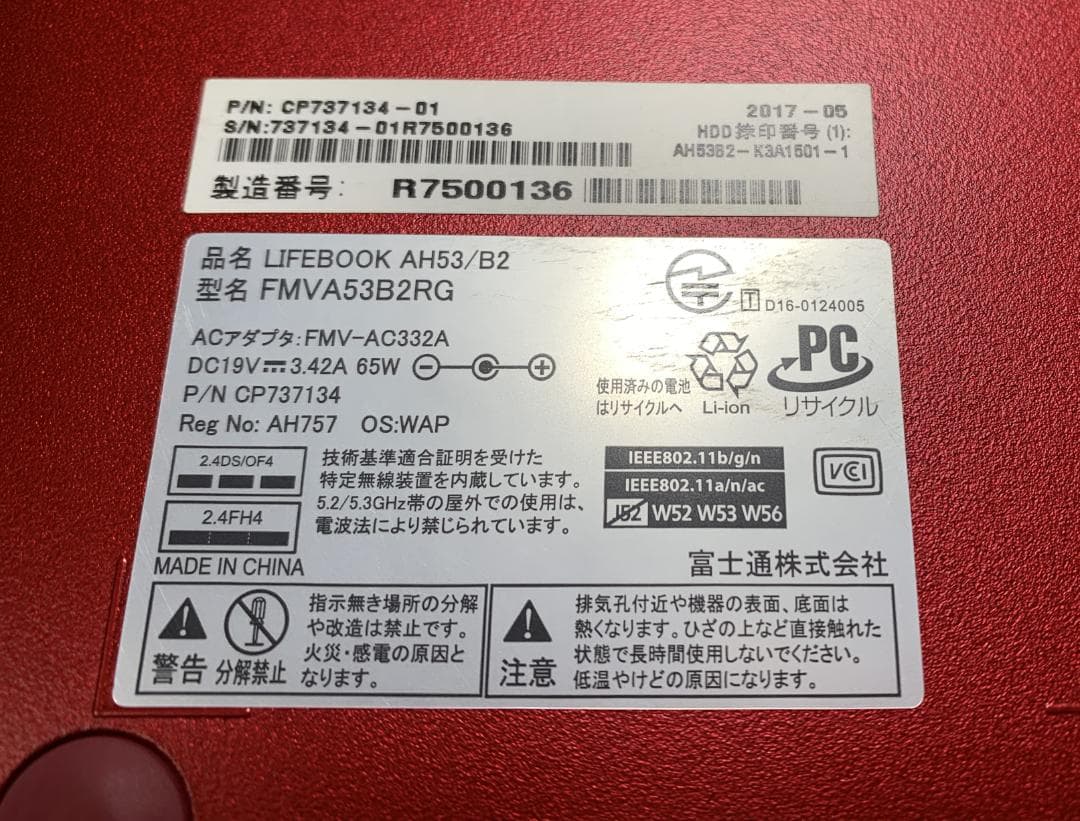 P/N: CP737134-01
S/N:737134-01R7500136
2017-05
HDD捺印番号(1):
AH53B2-K3A1601-1
製造番号: R7500136
品名 LIFEBOOK AH53/B2
型名 FMVA53B2RG
T D16-0124005
ACアダプタ:FMV-AC332A
DC19V 3.42A 65W
P/N CP737134
Reg No: AH757 OS:WAP
使用済みの電池
はリサイクルへ
Li-ion
PC
リサイクル
2.4DS/OF4
2.4FH4
技術基準適合証明を受けた
特定無線装置を内蔵しています。
5.2/5.3GHz帯の屋外での使用は、
電波法により禁じられています。
IEEE802.11b/g/n
IEEE802.11a/n/ac
J52 W52 W53 W56
VCCI
MADE IN CHINA
富士通株式会社
警告
分解禁止
指示無き場所の分解
や改造は禁止です。
火災・感電の原因と
なります。
注意
排気孔付近や機器の表面、底面は
熱くなります。ひざの上など直接触れた
状態で長時間使用しないでください。
低温やけどの原因になります。